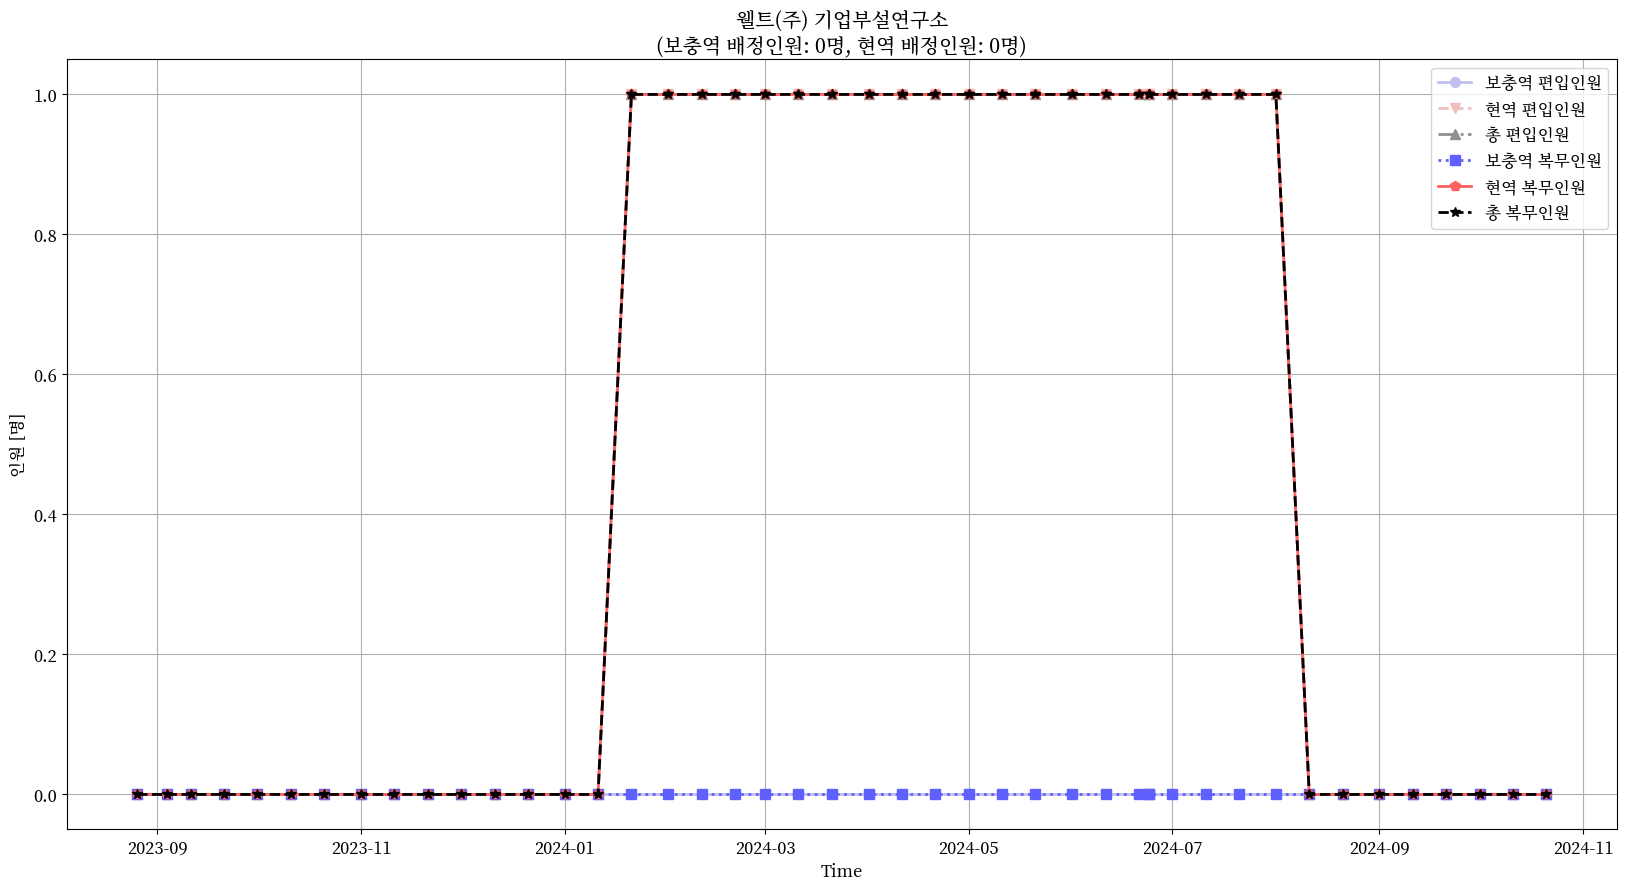 웰트(주) 기업부설연구소
(보충역 배정인원: 0명, 현역 배정인원: 0명)
보충역 편입인원
현역 편입인원
총 편입인원
보충역 복무인원
현역 복무인원
총 복무인원
인원 [명]
1.0
0.8
0.6
0.4
0.2
0.0
2023-09 2023-11 2024-01 2024-03 2024-05 2024-07 2024-09 2024-11
Time